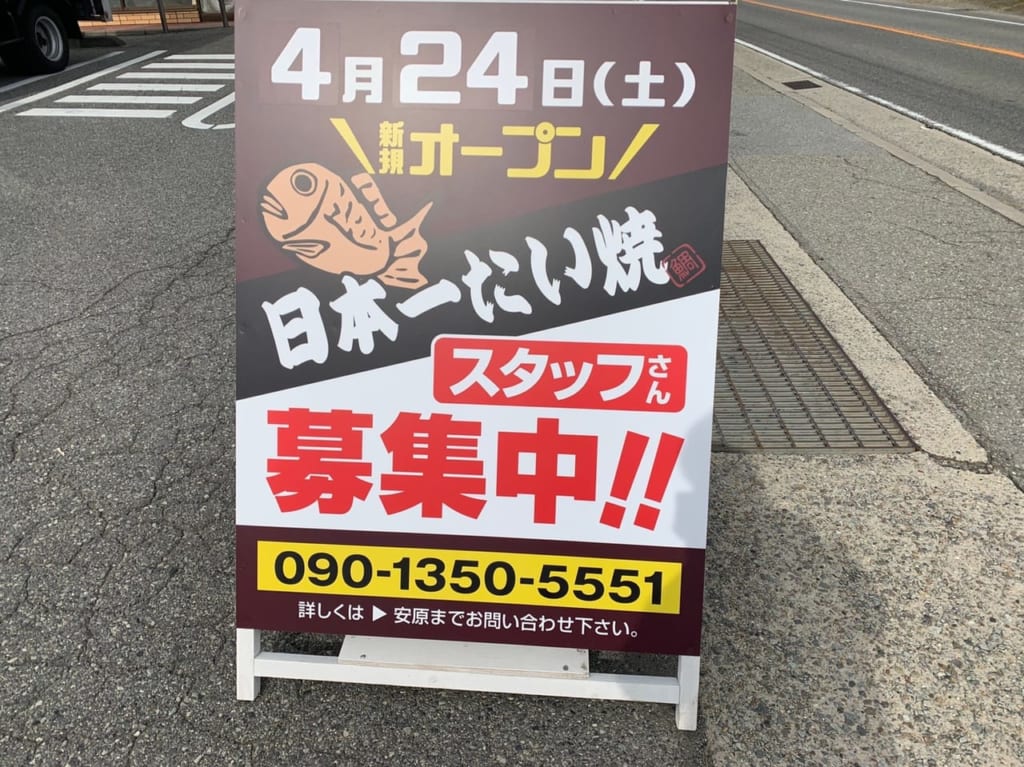 4月24日(土)
\新規オープン/
日本一たい焼 鯛
スタッフさん
募集中!!
090-1350-5551
詳しくは ▶ 安原までお問い合わせ下さい。